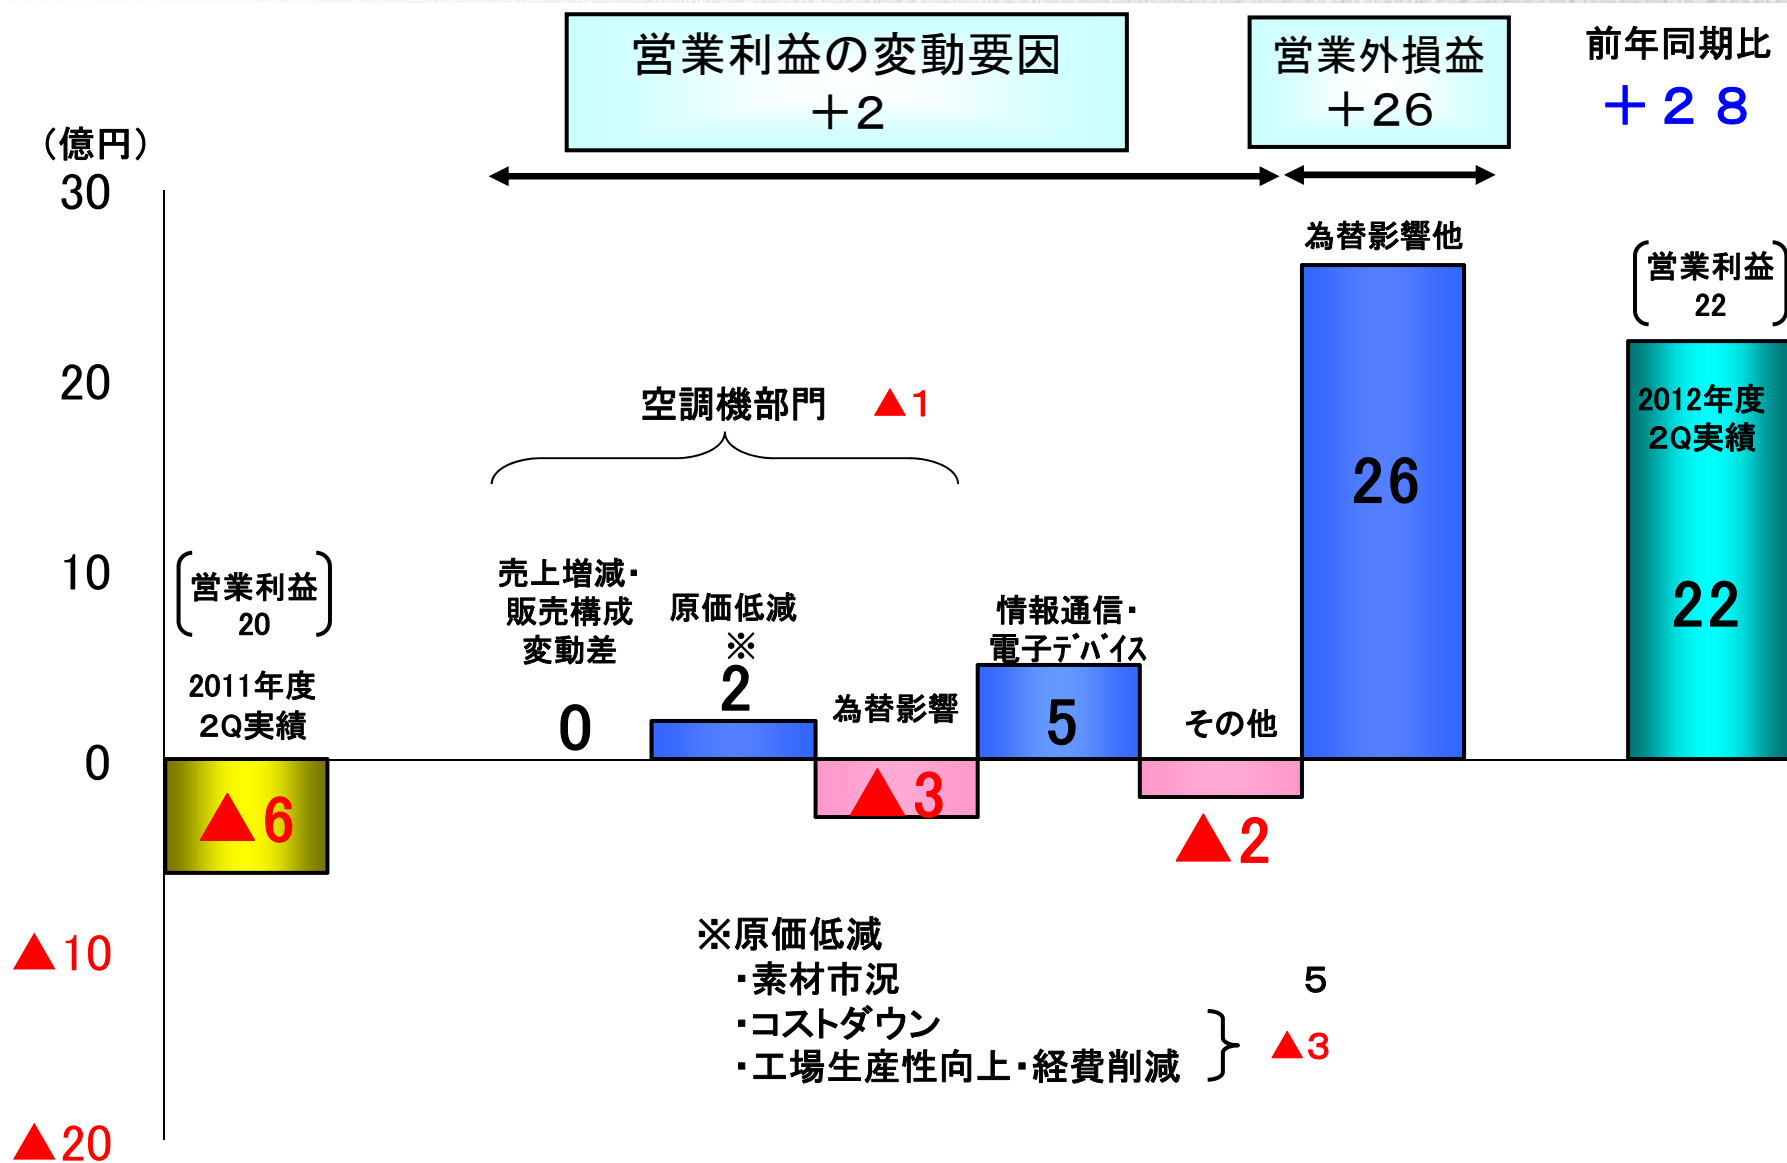 営業利益の変動要因
＋2
営業外損益
＋26
前年同期比
＋２８
（億円）
30
20
10
0
▲10
▲20
営業利益
20
2011年度
2Q実績
▲6
空調機部門 ▲1
売上増減・
販売構成
変動差
0
原価低減
※
2
為替影響
▲3
情報通信・
電子ﾃﾞﾊﾞｲｽ
5
その他
▲2
為替影響他
26
営業利益
22
2012年度
2Q実績
22
※原価低減
・素材市況 5
・コストダウン
・工場生産性向上・経費削減
▲3